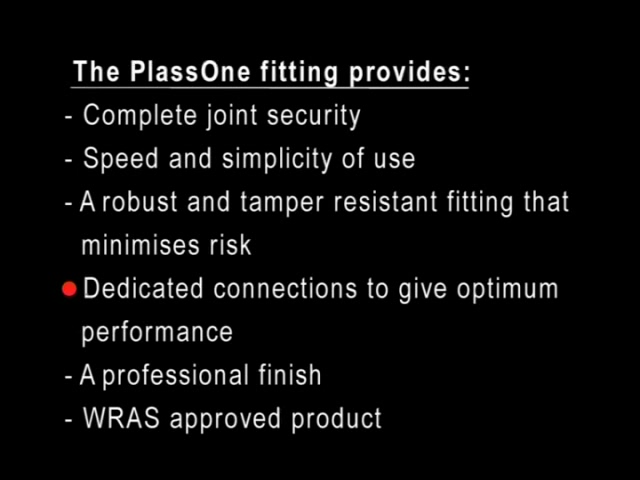 The PlassOne fitting provides:
- Complete joint security
- Speed and simplicity of use
- A robust and tamper resistant fitting that
minimises risk
Dedicated connections to give optimum
performance
- A professional finish
- WRAS approved product